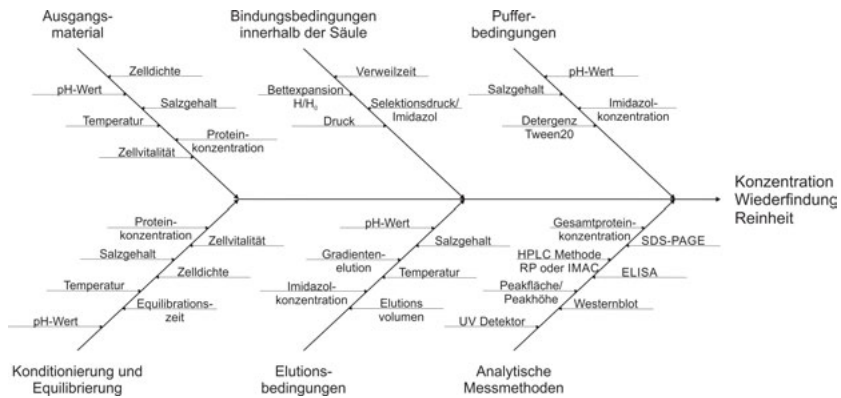 Ausgangs-
material
Bindungsbedingungen
innerhalb der Säule
Puffer-
bedingungen
Zelldichte
pH-Wert
Salzgehalt
Temperatur
Protein-
konzentration
Zellvitalität
Verweilzeit
Bettexpansion
H/H₀
Selektionsdruck/
Imidazol
Druck
pH-Wert
Salzgehalt
Imidazol-
konzentration
Detergenz
Tween20
Konzentration
Wiederfindung
Reinheit
Protein-
konzentration
Zellvitalität
Salzgehalt
Zelldichte
Temperatur
Equilibrations-
zeit
pH-Wert
pH-Wert
Salzgehalt
Gradienten-
elution
Temperatur
Imidazol-
konzentration
Elutions
volumen
Gesamtprotein-
konzentration
SDS-PAGE
HPLC Methode
RP oder IMAC
ELISA
Peakfläche/
Peakhöhe
Westernblot
UV Detektor
Konditionierung und
Equilibrierung
Elutions-
bedingungen
Analytische
Messmethoden